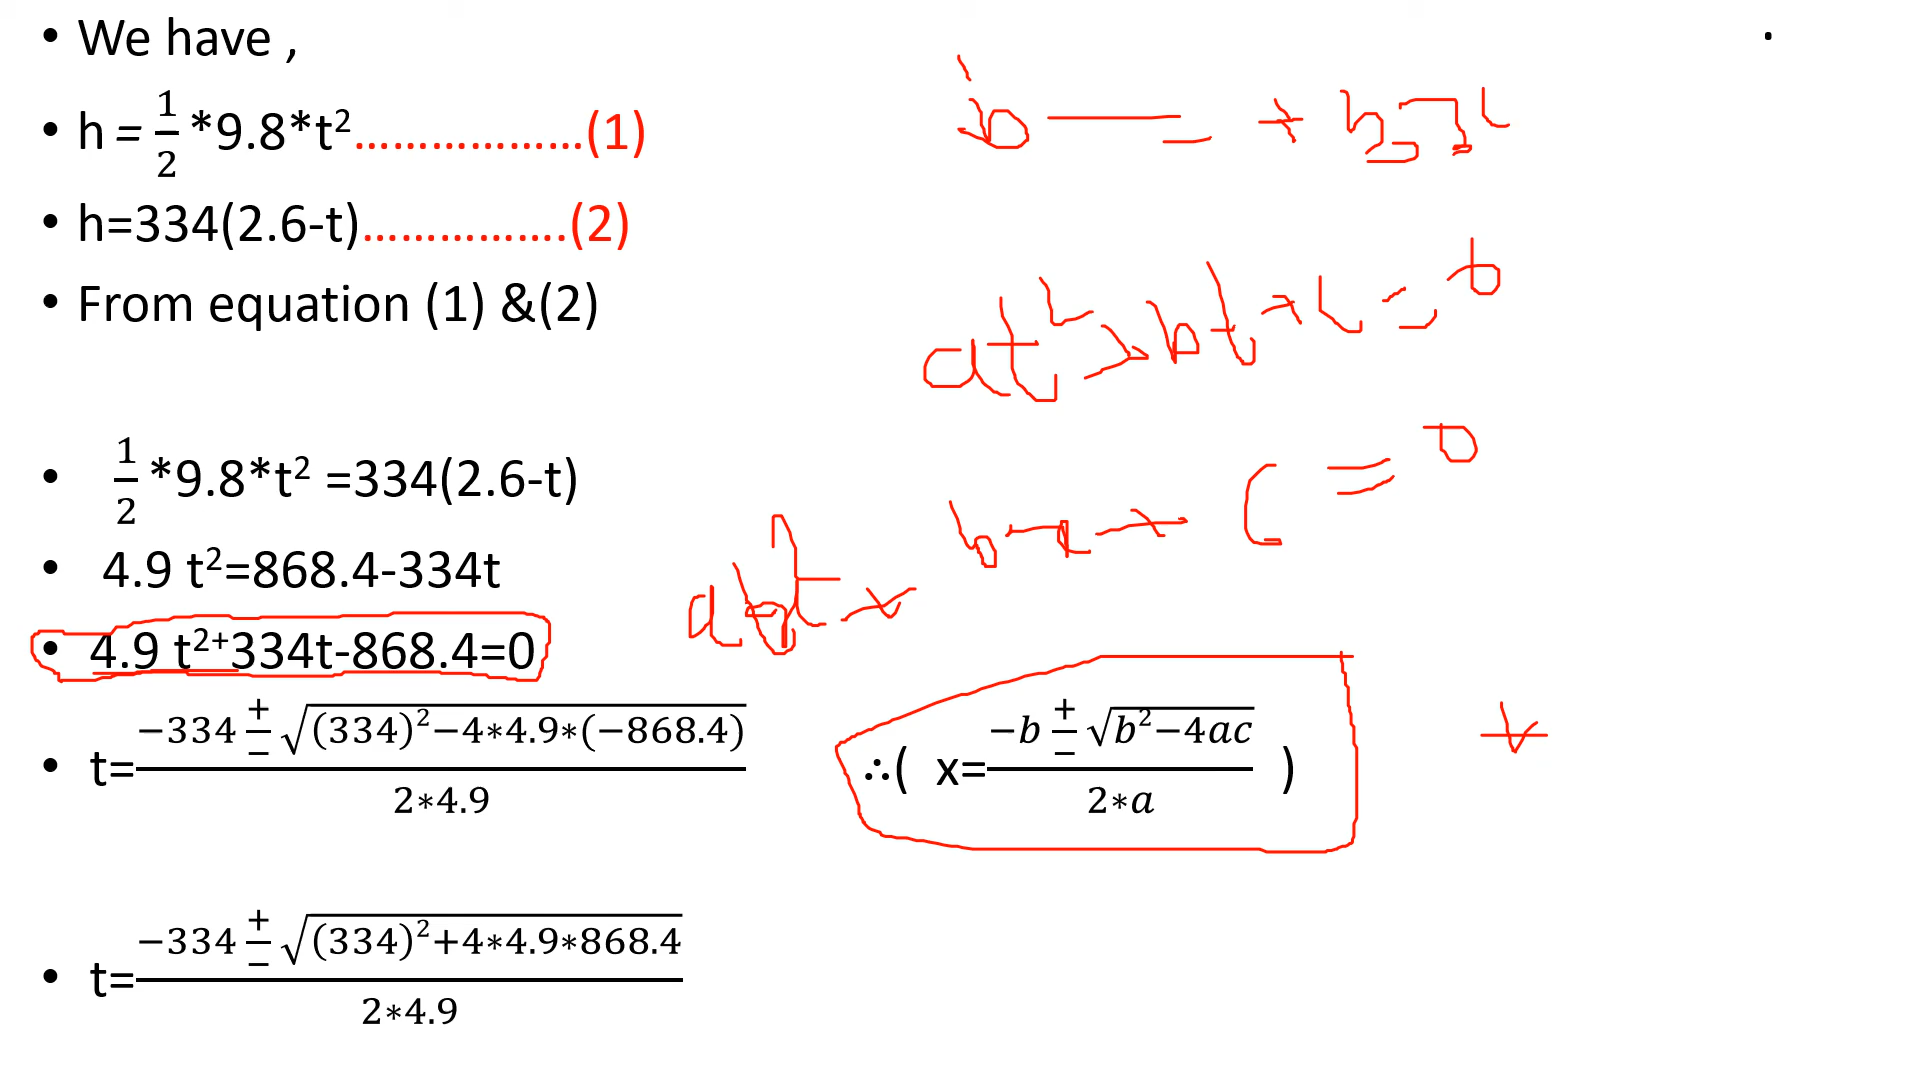 • We have ,
• h = 1/2 *9.8*t²..................(1)
• h=334(2.6-t)................(2)
• From equation (1) &(2)
• 1/2 *9.8*t² =334(2.6-t)
• 4.9 t²=868.4-334t
• 4.9 t²⁺334t-868.4=0
• t=(−334 ± √((334)²−4∗4.9∗(−868.4)))/(2∗4.9) ∴( x=(−b ± √(b²−4ac))/(2∗a) )
• t=(−334 ± √((334)²+4∗4.9∗868.4))/(2∗4.9)